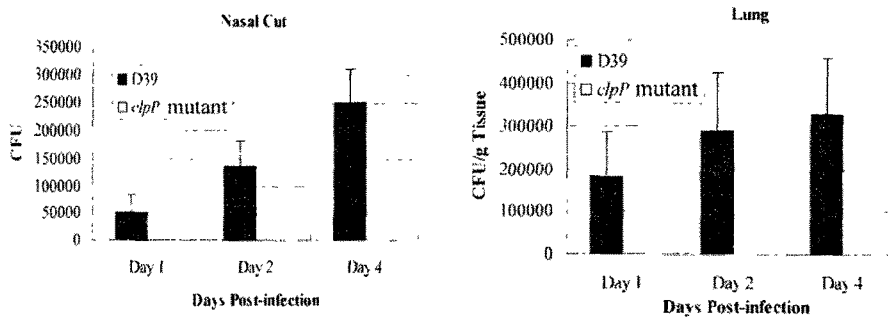 Nasal Cut
350000
300000
250000
200000
150000
100000
50000
0
CFU
D39
clpP mutant
Day 1
Day 2
Day 4
Days Post-infection
Lung
500000
400000
300000
200000
100000
0
CFU/g Tissue
D39
clpP mutant
Day 1
Day 2
Day 4
Days Post-infection